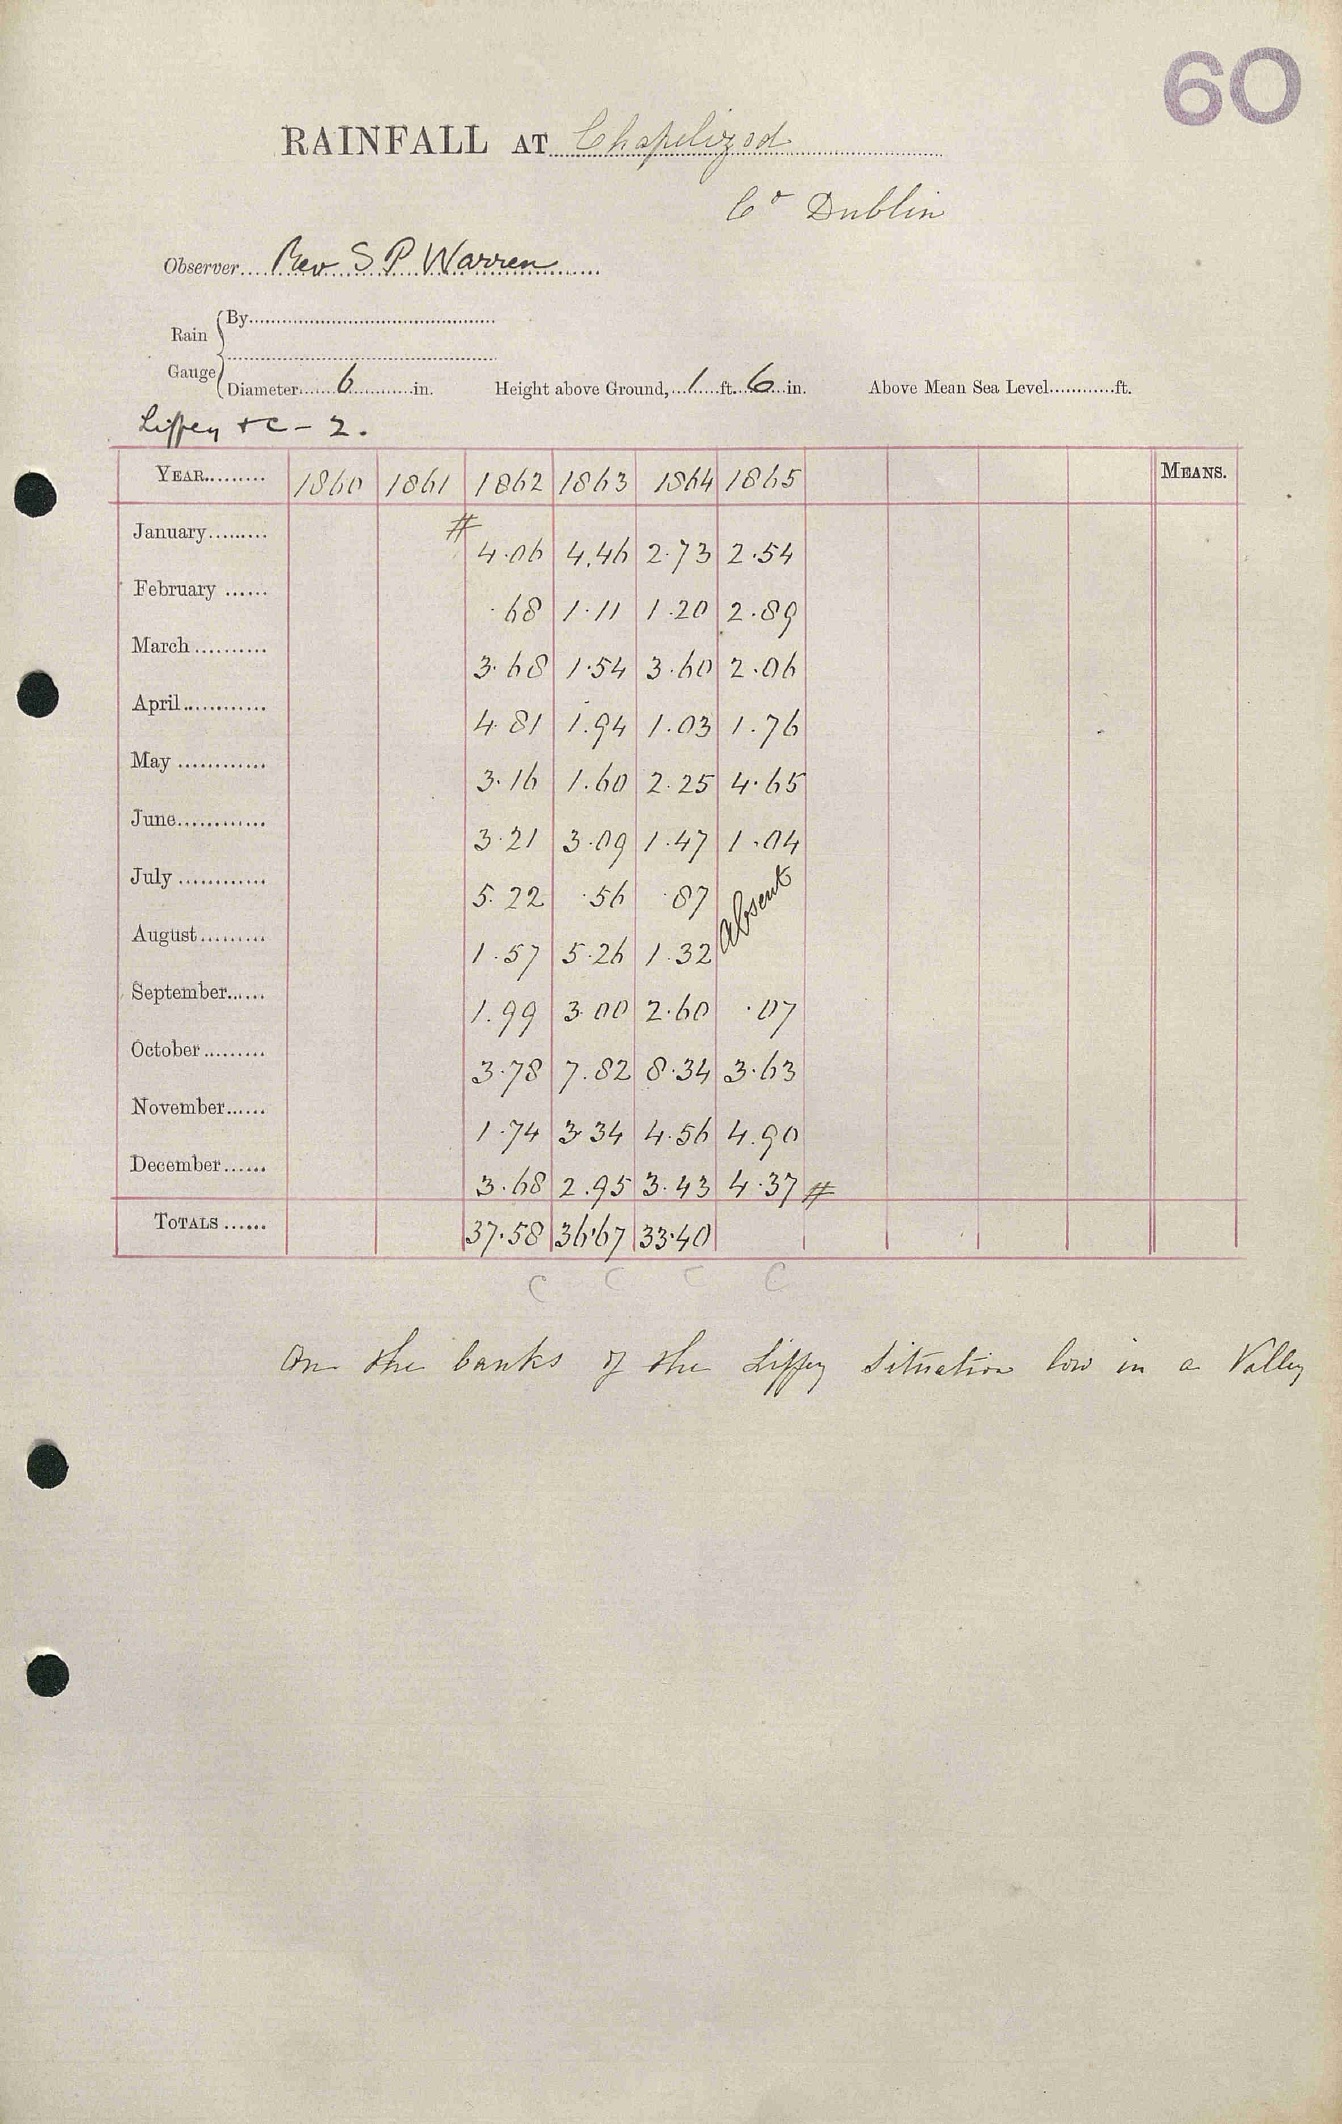 60
RAINFALL AT Chapelizod
Co Dublin
Observer Rev S P Warren
Rain Gauge
By
Diameter 6 in. Height above Ground, 1 ft. 6 in. Above Mean Sea Level ft.
Liffey &c - 2.
YEAR 1860 1861 1862 1863 1864 1865 MEANS.
January # 4.06 4.46 2.73 2.54
February .68 1.11 1.20 2.89
March 3.68 1.54 3.60 2.06
April 4.81 1.94 1.03 1.76
May 3.16 1.60 2.25 4.65
June 3.21 3.09 1.47 1.04
July 5.22 .56 .87 absent
August 1.57 5.26 1.32
September 1.99 3.00 2.60 .07
October 3.78 7.82 8.34 3.63
November 1.74 3.34 4.56 4.90
December 3.68 2.95 3.43 4.37 #
TOTALS 37.58 36.67 33.40
C C C C
On the banks of the Liffey Situation low in a Valley